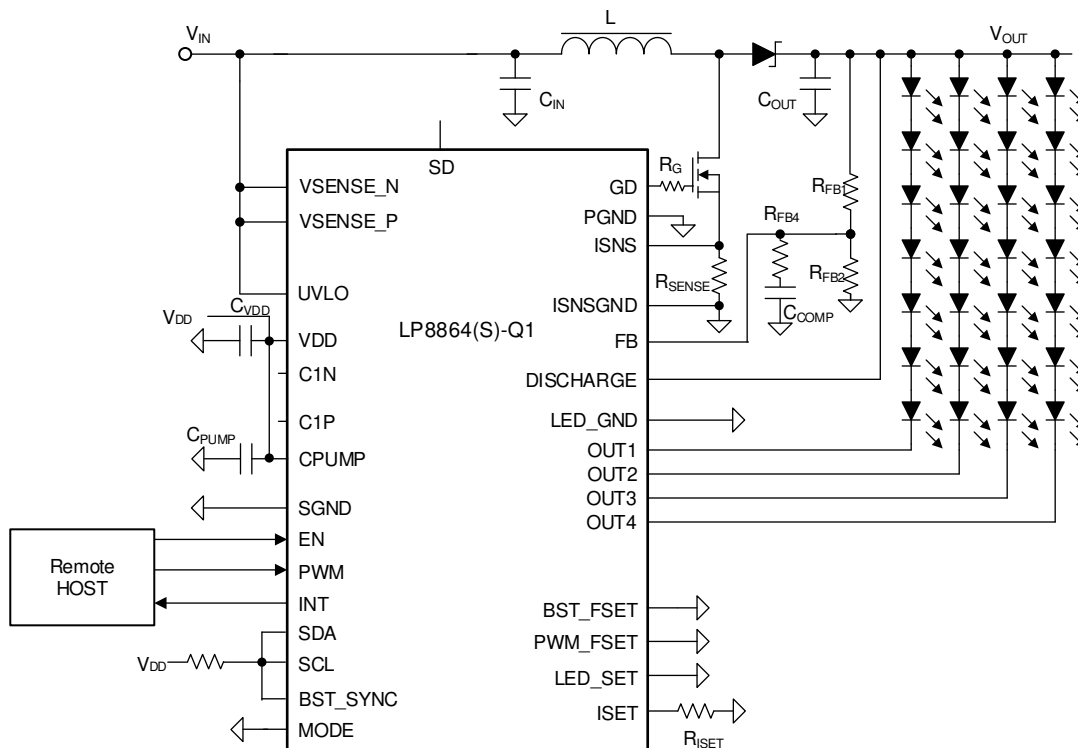 VIN
L
VOUT
CIN
COUT
SD
RG
RFB1
RFB4
RFB2
RSENSE
CCOMP
VSENSE_N
VSENSE_P
UVLO
CVDD
VDD
VDD
C1N
C1P
CPUMP
CPUMP
SGND
EN
PWM
INT
SDA
SCL
BST_SYNC
MODE
VDD
Remote
HOST
LP8864(S)-Q1
GD
PGND
ISNS
ISNSGND
FB
DISCHARGE
LED_GND
OUT1
OUT2
OUT3
OUT4
BST_FSET
PWM_FSET
LED_SET
ISET
RISET